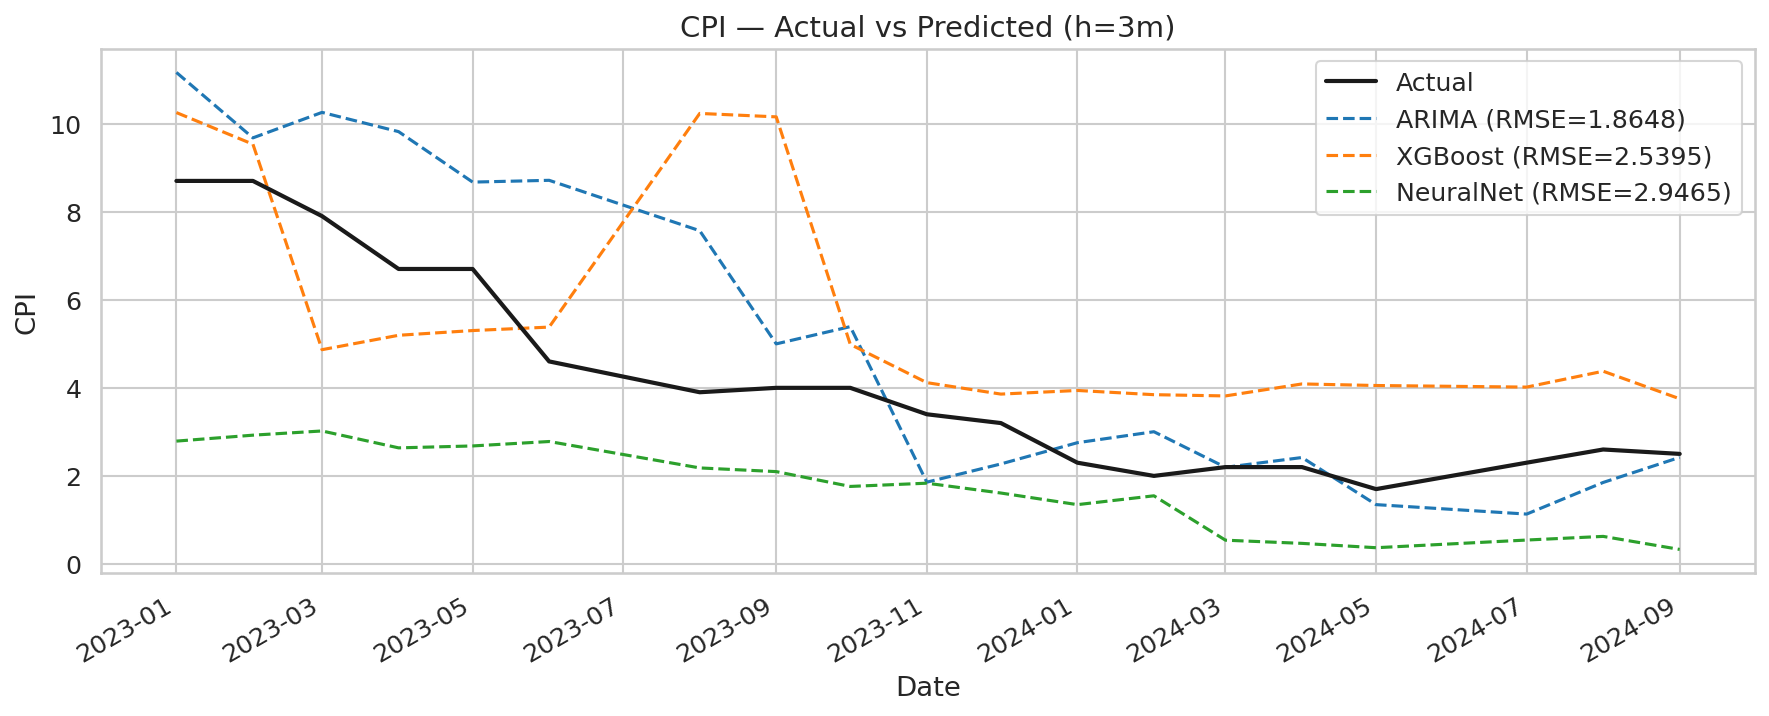 CPI — Actual vs Predicted (h=3m)
Actual
ARIMA (RMSE=1.8648)
XGBoost (RMSE=2.5395)
NeuralNet (RMSE=2.9465)
CPI
10
8
6
4
2
0
2023-01
2023-03
2023-05
2023-07
2023-09
2023-11
2024-01
2024-03
2024-05
2024-07
2024-09
Date